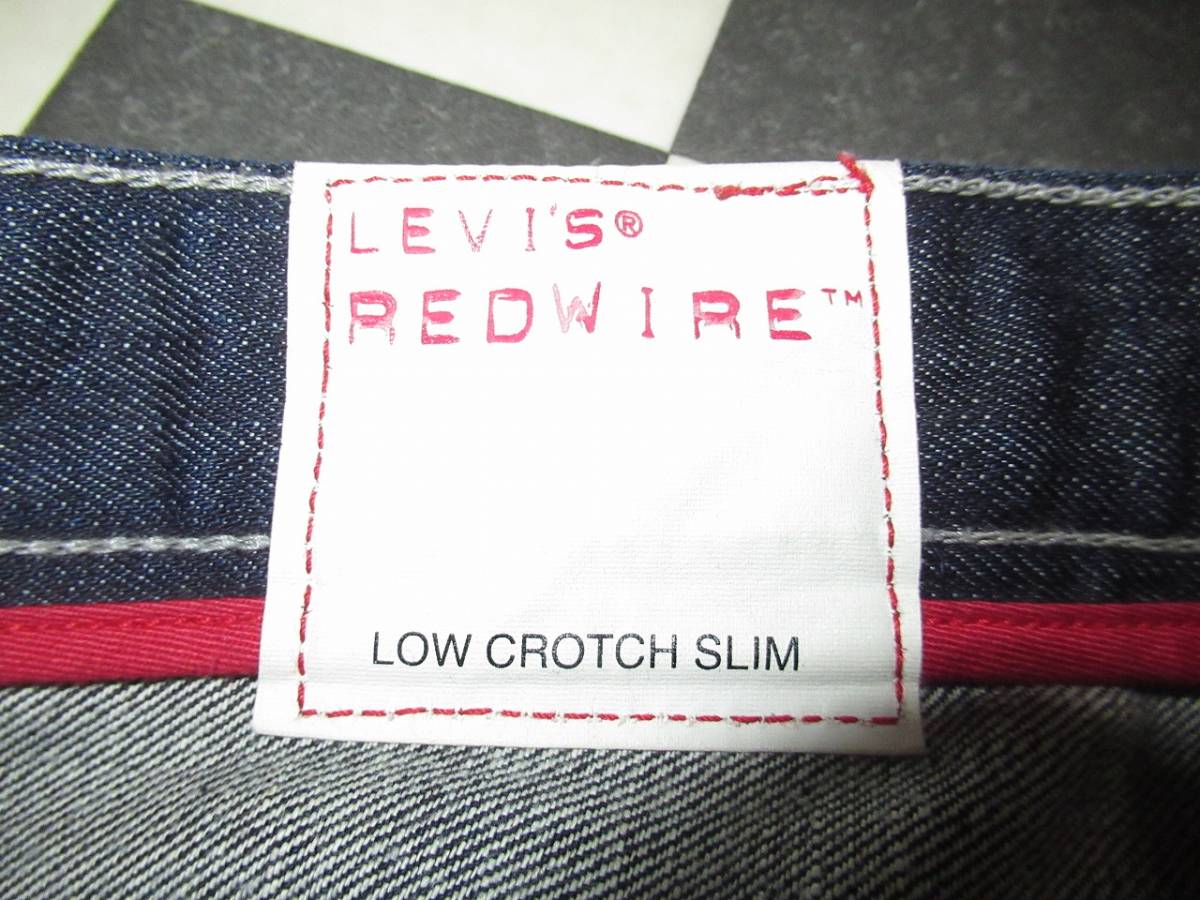 LEVI'S®
REDWIRE™
LOW CROTCH SLIM